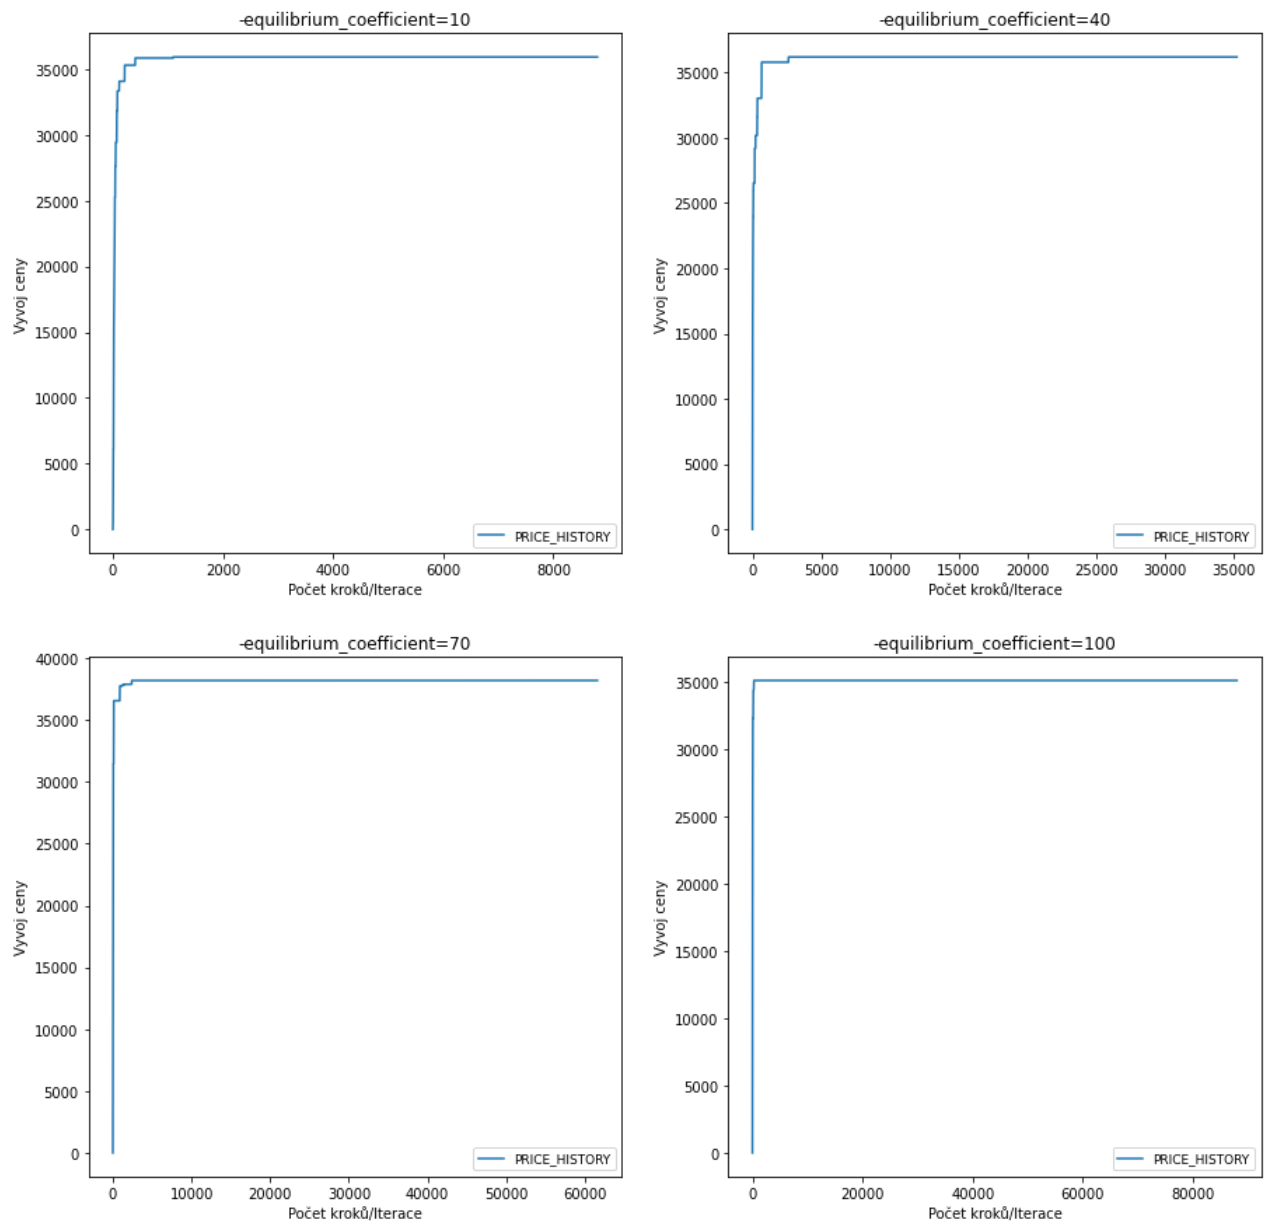 -equilibrium_coefficient=10
35000
30000
25000
20000
15000
10000
5000
0
Vyvoj ceny
PRICE_HISTORY
0 2000 4000 6000 8000
Počet kroků/Iterace
-equilibrium_coefficient=40
35000
30000
25000
20000
15000
10000
5000
0
Vyvoj ceny
PRICE_HISTORY
0 5000 10000 15000 20000 25000 30000 35000
Počet kroků/Iterace
-equilibrium_coefficient=70
40000
35000
30000
25000
20000
15000
10000
5000
0
Vyvoj ceny
PRICE_HISTORY
0 10000 20000 30000 40000 50000 60000
Počet kroků/Iterace
-equilibrium_coefficient=100
35000
30000
25000
20000
15000
10000
5000
0
Vyvoj ceny
PRICE_HISTORY
0 20000 40000 60000 80000
Počet kroků/Iterace